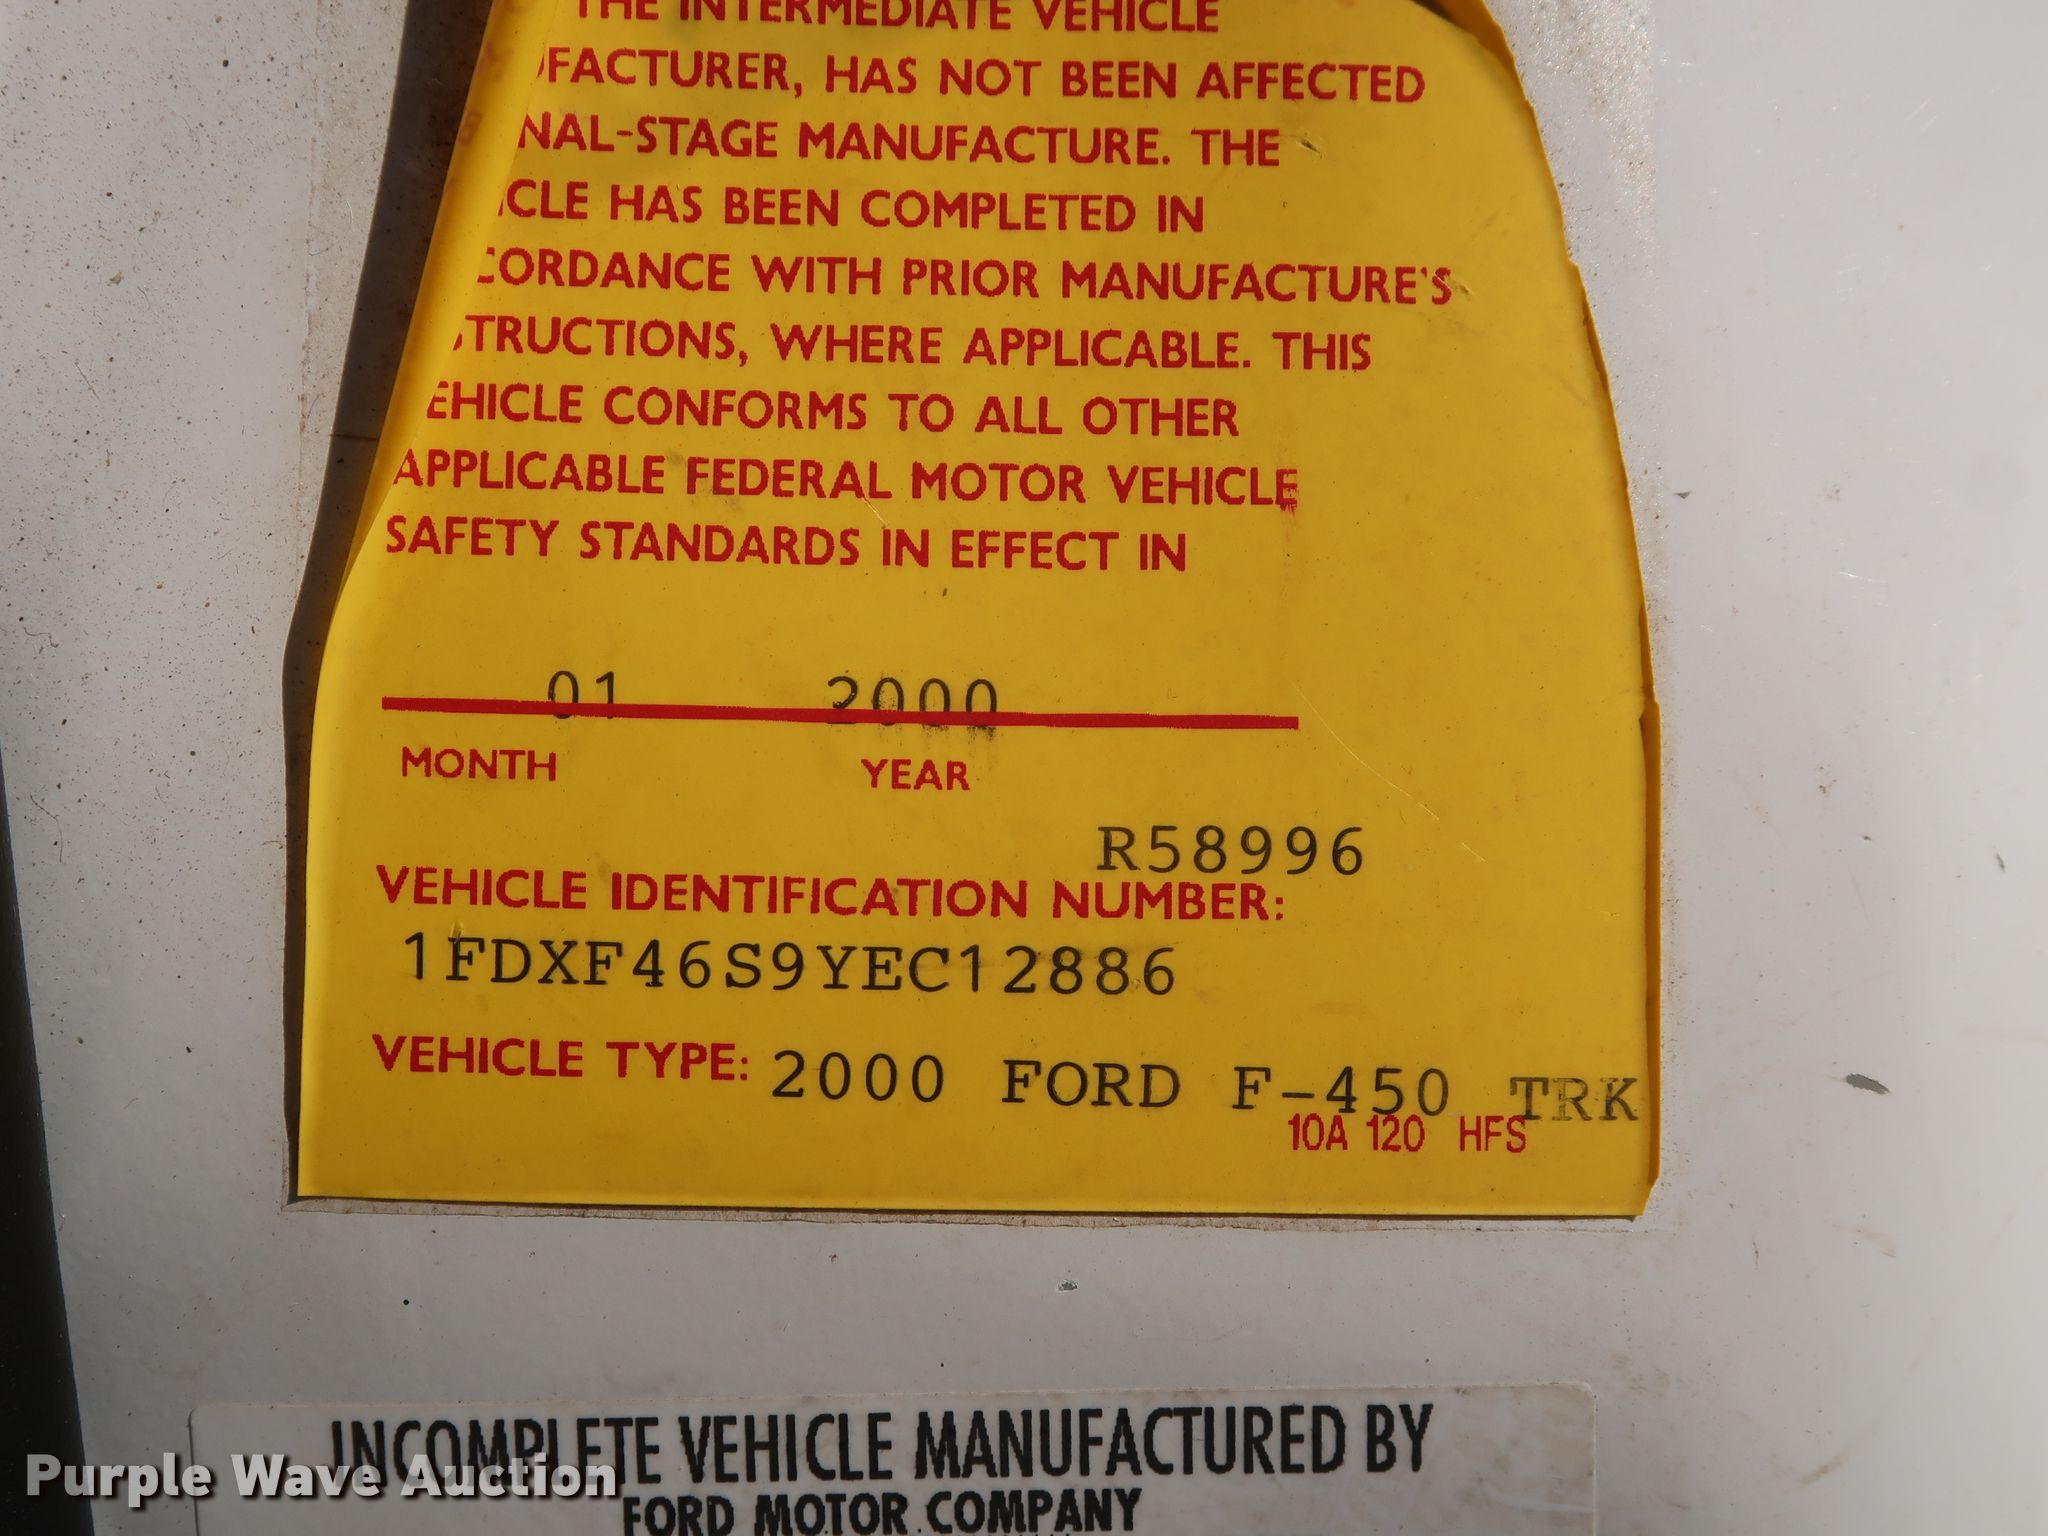 THE INTERMEDIATE VEHICLE
FACTURER, HAS NOT BEEN AFFECTED
NAL-STAGE MANUFACTURE. THE
ICLE HAS BEEN COMPLETED IN
CORDANCE WITH PRIOR MANUFACTURE'S
TRUCTIONS, WHERE APPLICABLE. THIS
EHICLE CONFORMS TO ALL OTHER
APPLICABLE FEDERAL MOTOR VEHICLE
SAFETY STANDARDS IN EFFECT IN
01 2000
MONTH YEAR
R58996
VEHICLE IDENTIFICATION NUMBER:
1FDXF46S9YEC12886
VEHICLE TYPE: 2000 FORD F-450 TRK
10A 120 HFS
INCOMPLETE VEHICLE MANUFACTURED BY
FORD MOTOR COMPANY
Purple Wave Auction